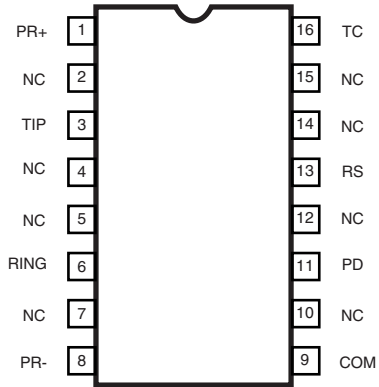 PR+ 1 16 TC
NC 2 15 NC
TIP 3 14 NC
NC 4 13 RS
NC 5 12 NC
RING 6 11 PD
NC 7 10 NC
PR- 8 9 COM